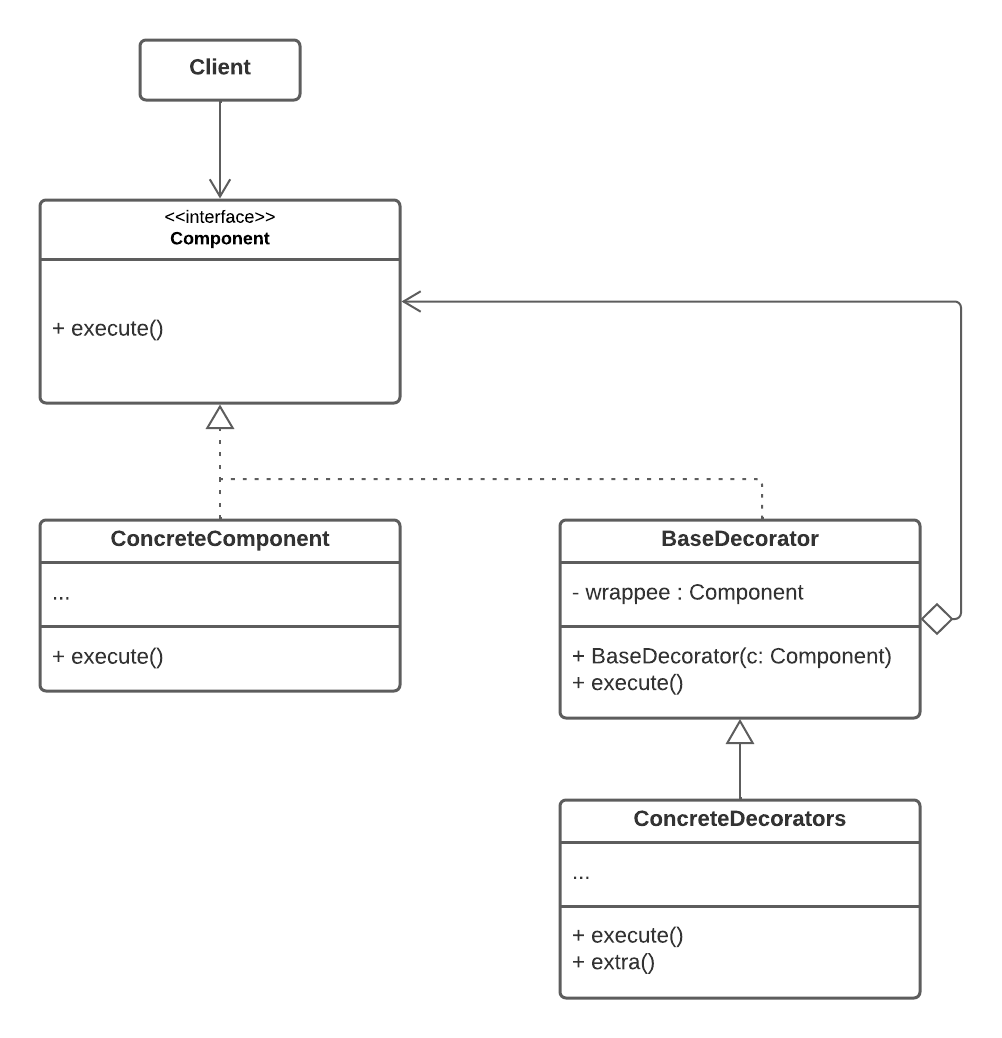 Client
<<interface>>
Component
+ execute()
ConcreteComponent
...
+ execute()
BaseDecorator
- wrappee : Component
+ BaseDecorator(c: Component)
+ execute()
ConcreteDecorators
...
+ execute()
+ extra()